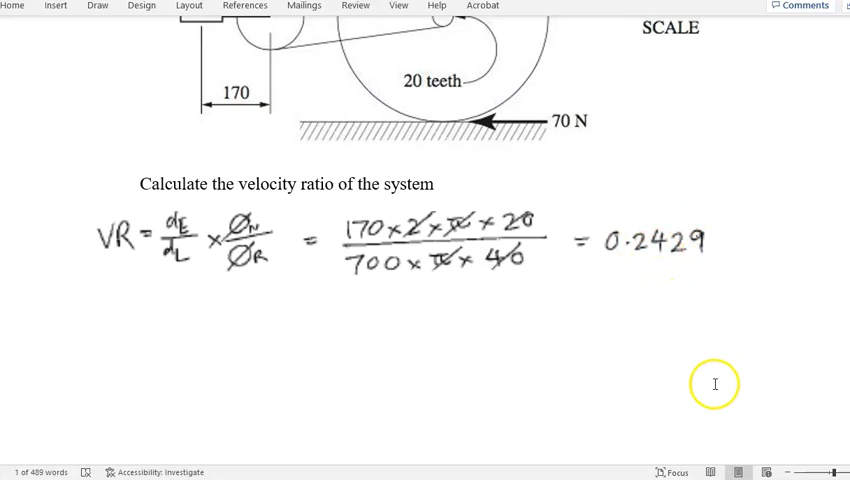 Home Insert Draw Design Layout References Mailings Review View Help Acrobat Comments
SCALE
20 teeth
170
70 N
Calculate the velocity ratio of the system
VR = dE/dL × ØN/ØR = 170 × 2 × π × 20 / 700 × π × 40 = 0.2429
1 of 489 words Accessibility: Investigate Focus